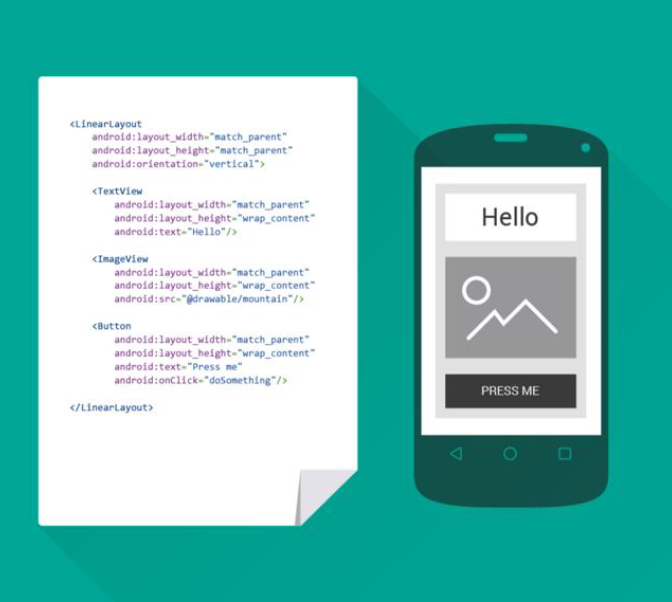 <LinearLayout
android:layout_width="match_parent"
android:layout_height="match_parent"
android:orientation="vertical">
<TextView
android:layout_width="match_parent"
android:layout_height="wrap_content"
android:text="Hello"/>
<ImageView
android:layout_width="match_parent"
android:layout_height="wrap_content"
android:src="@drawable/mountain"/>
<Button
android:layout_width="match_parent"
android:layout_height="wrap_content"
android:text="Press me"
android:onClick="doSomething"/>
</LinearLayout>
Hello
PRESS ME